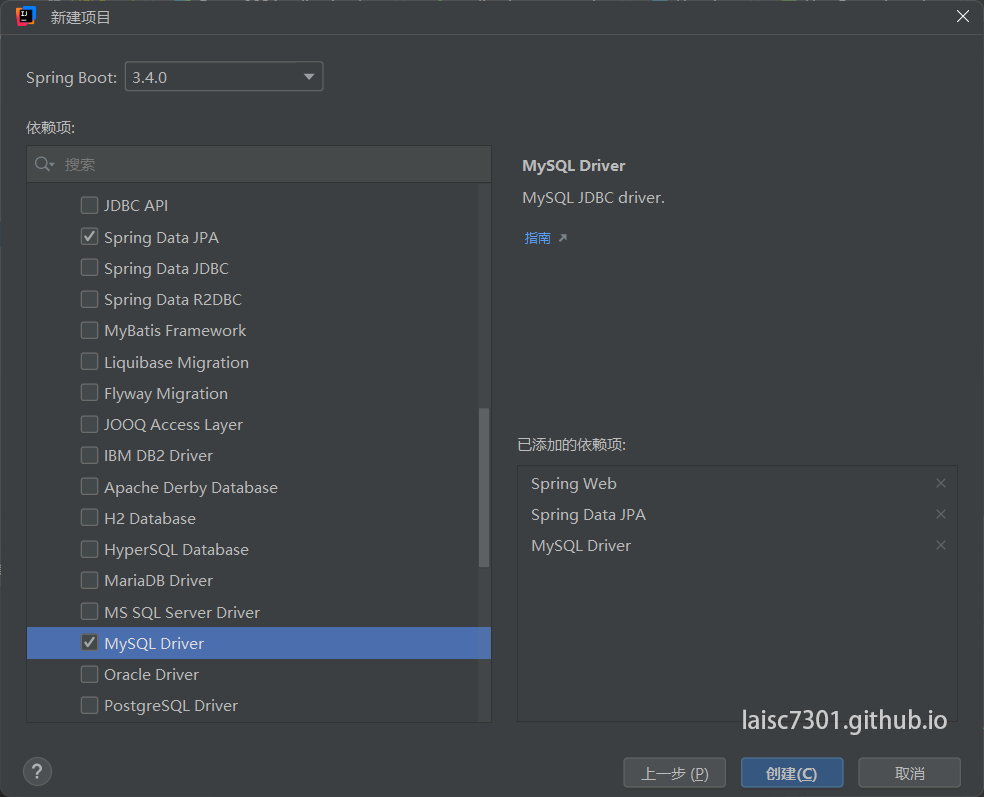 新建项目
Spring Boot: 3.4.0
依赖项:
搜索
JDBC API
Spring Data JPA
Spring Data JDBC
Spring Data R2DBC
MyBatis Framework
Liquibase Migration
Flyway Migration
JOOQ Access Layer
IBM DB2 Driver
Apache Derby Database
H2 Database
HyperSQL Database
MariaDB Driver
MS SQL Server Driver
MySQL Driver
Oracle Driver
PostgreSQL Driver
MySQL Driver
MySQL JDBC driver.
指南
已添加的依赖项:
Spring Web
Spring Data JPA
MySQL Driver
laisc7301.github.io
?
上一步 (P)
创建(C)
取消